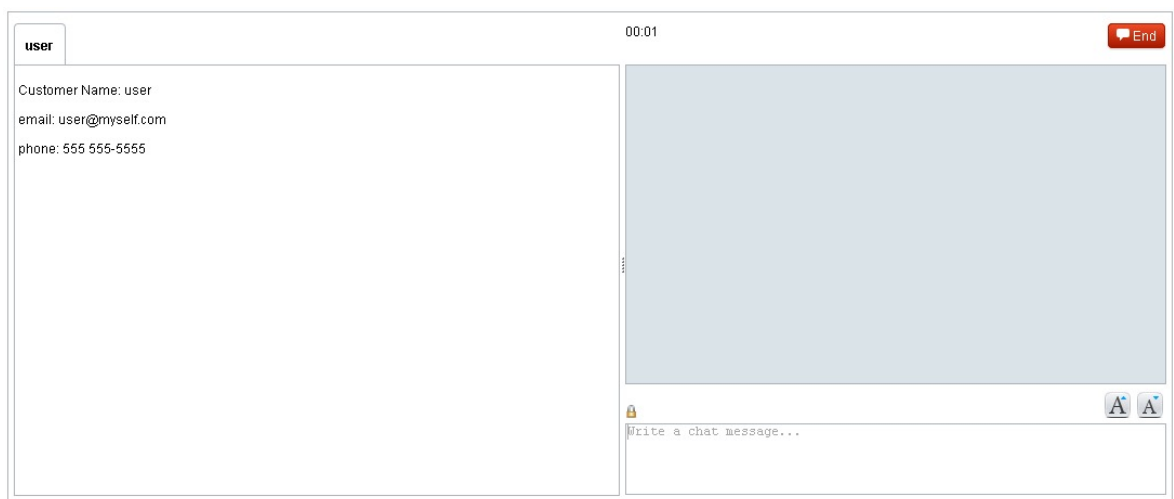 user
00:01
End
Customer Name: user
email: user@myself.com
phone: 555 555-5555
A A
Write a chat message...